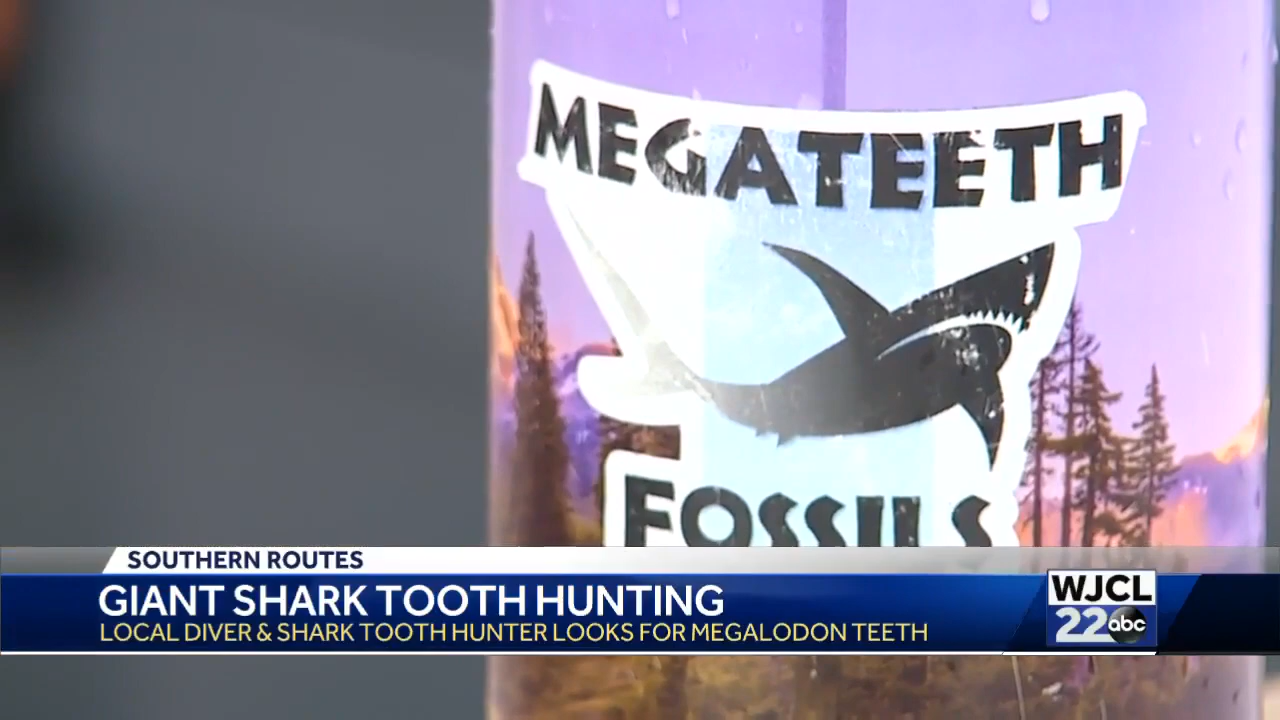 MEGATEETH
FOSSILS
SOUTHERN ROUTES
GIANT SHARK TOOTH HUNTING
LOCAL DIVER & SHARK TOOTH HUNTER LOOKS FOR MEGALODON TEETH
WJCL
22 abc